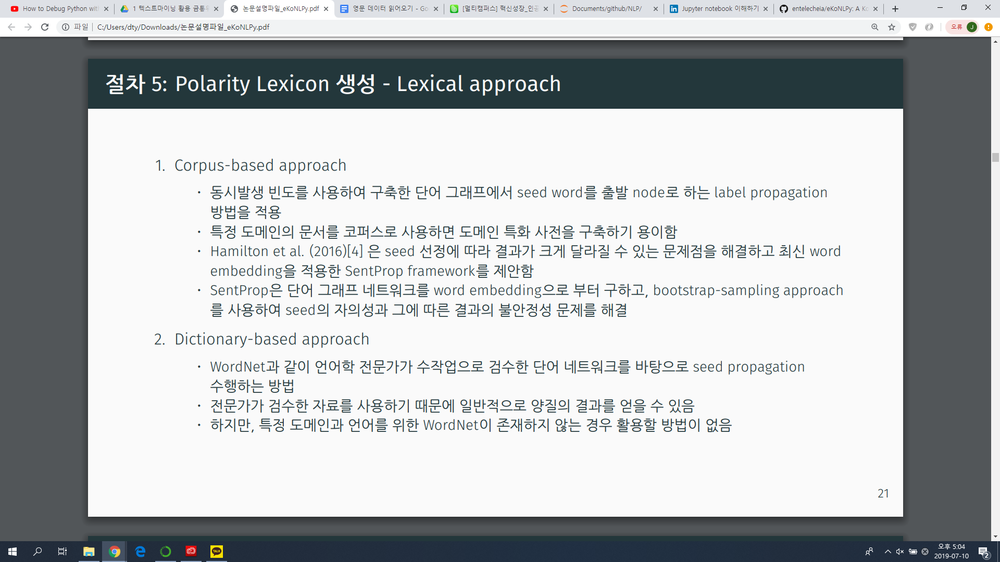 How to Debug Python wit
1 텍스트마이닝 활용 금통위
논문설명파일_eKoNLPy.pdf
영문 데이터 읽어오기 - Go
[멀티캠퍼스] 혁신성장_인공
Documents/github/NLP/
Jupyter notebook 이해하기
entelecheia/eKoNLPy: A Ko
파일
C:/Users/dty/Downloads/논문설명파일_eKoNLPy.pdf
오류
J
절차 5: Polarity Lexicon 생성 - Lexical approach
1. Corpus-based approach
· 동시발생 빈도를 사용하여 구축한 단어 그래프에서 seed word를 출발 node로 하는 label propagation
방법을 적용
· 특정 도메인의 문서를 코퍼스로 사용하면 도메인 특화 사전을 구축하기 용이함
· Hamilton et al. (2016)[4] 은 seed 선정에 따라 결과가 크게 달라질 수 있는 문제점을 해결하고 최신 word
embedding을 적용한 SentProp framework를 제안함
· SentProp은 단어 그래프 네트워크를 word embedding으로 부터 구하고, bootstrap-sampling approach
를 사용하여 seed의 자의성과 그에 따른 결과의 불안정성 문제를 해결
2. Dictionary-based approach
· WordNet과 같이 언어학 전문가가 수작업으로 검수한 단어 네트워크를 바탕으로 seed propagation
수행하는 방법
· 전문가가 검수한 자료를 사용하기 때문에 일반적으로 양질의 결과를 얻을 수 있음
· 하지만, 특정 도메인과 언어를 위한 WordNet이 존재하지 않는 경우 활용할 방법이 없음
21
TALK
오후 5:04
2019-07-10
2